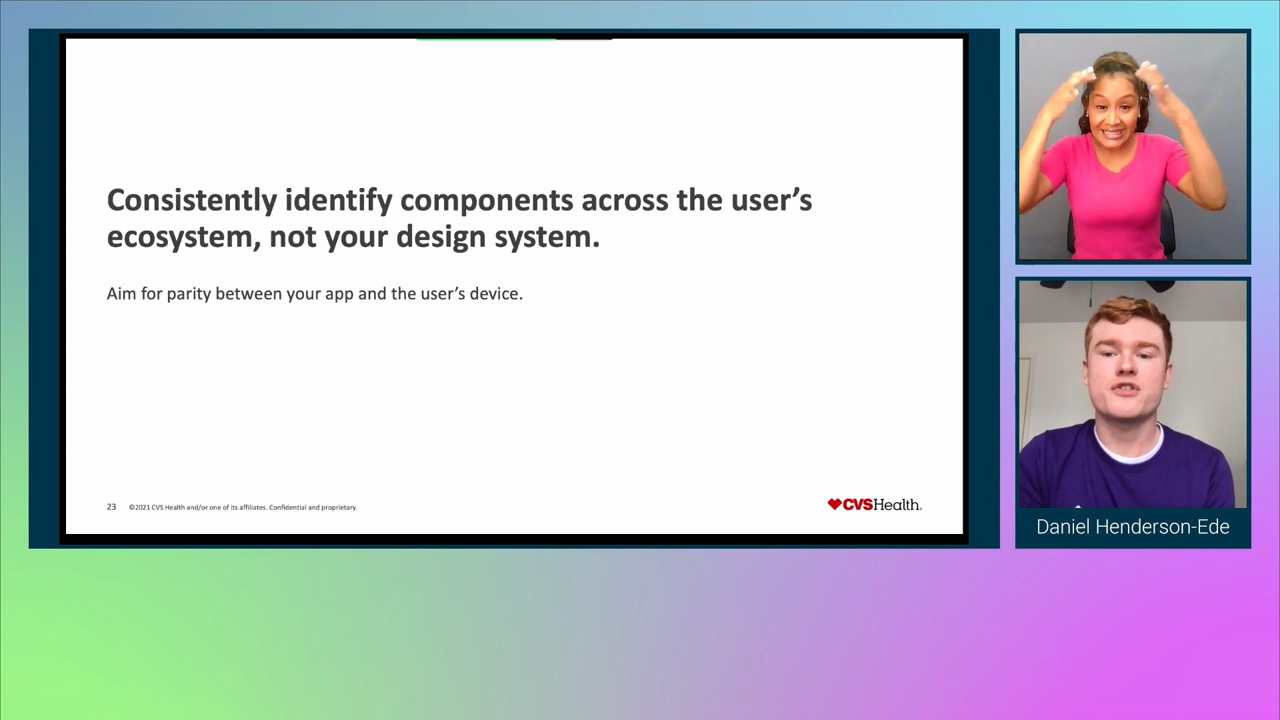 Consistently identify components across the user’s
ecosystem, not your design system.
Aim for parity between your app and the user’s device.
23 ©2021 CVS Health and/or one of its affiliates. Confidential and proprietary.
CVSHealth.
Daniel Henderson-Ede